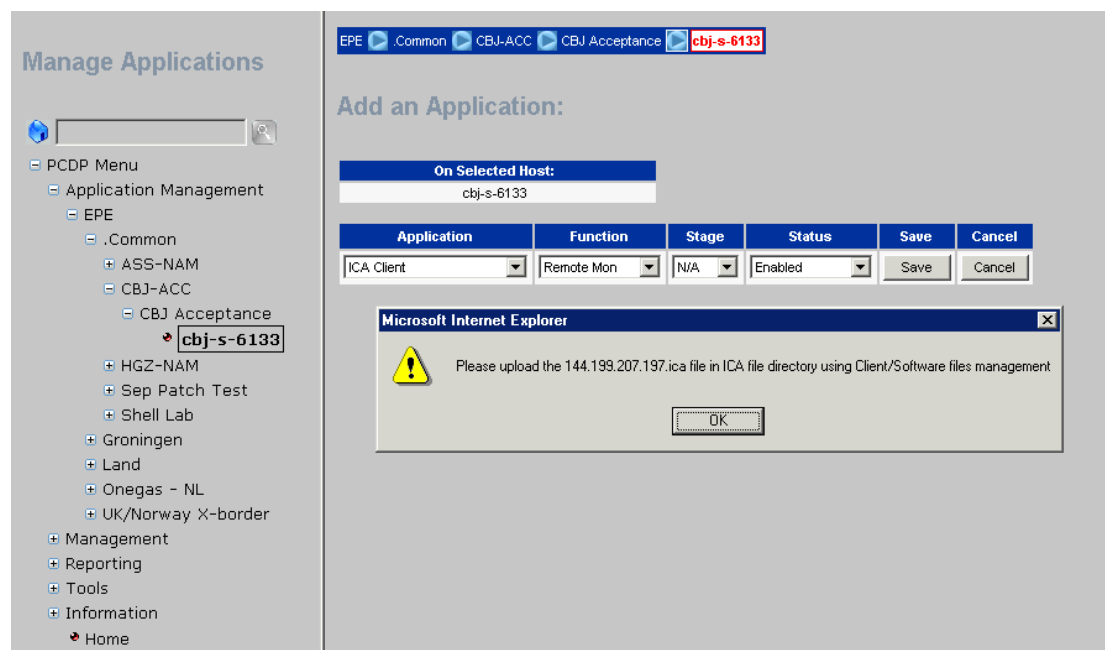 Manage Applications
PCDP Menu
Application Management
EPE
.Common
ASS-NAM
CBJ-ACC
CBJ Acceptance
cbj-s-6133
HGZ-NAM
Sep Patch Test
Shell Lab
Groningen
Land
Onegas - NL
UK/Norway X-border
Management
Reporting
Tools
Information
Home
EPE .Common CBJ-ACC CBJ Acceptance cbj-s-6133
Add an Application:
On Selected Host:
cbj-s-6133
Application Function Stage Status Save Cancel
ICA Client Remote Mon N/A Enabled Save Cancel
Microsoft Internet Explorer
Please upload the 144.199.207.197.ica file in ICA file directory using Client/Software files management
OK